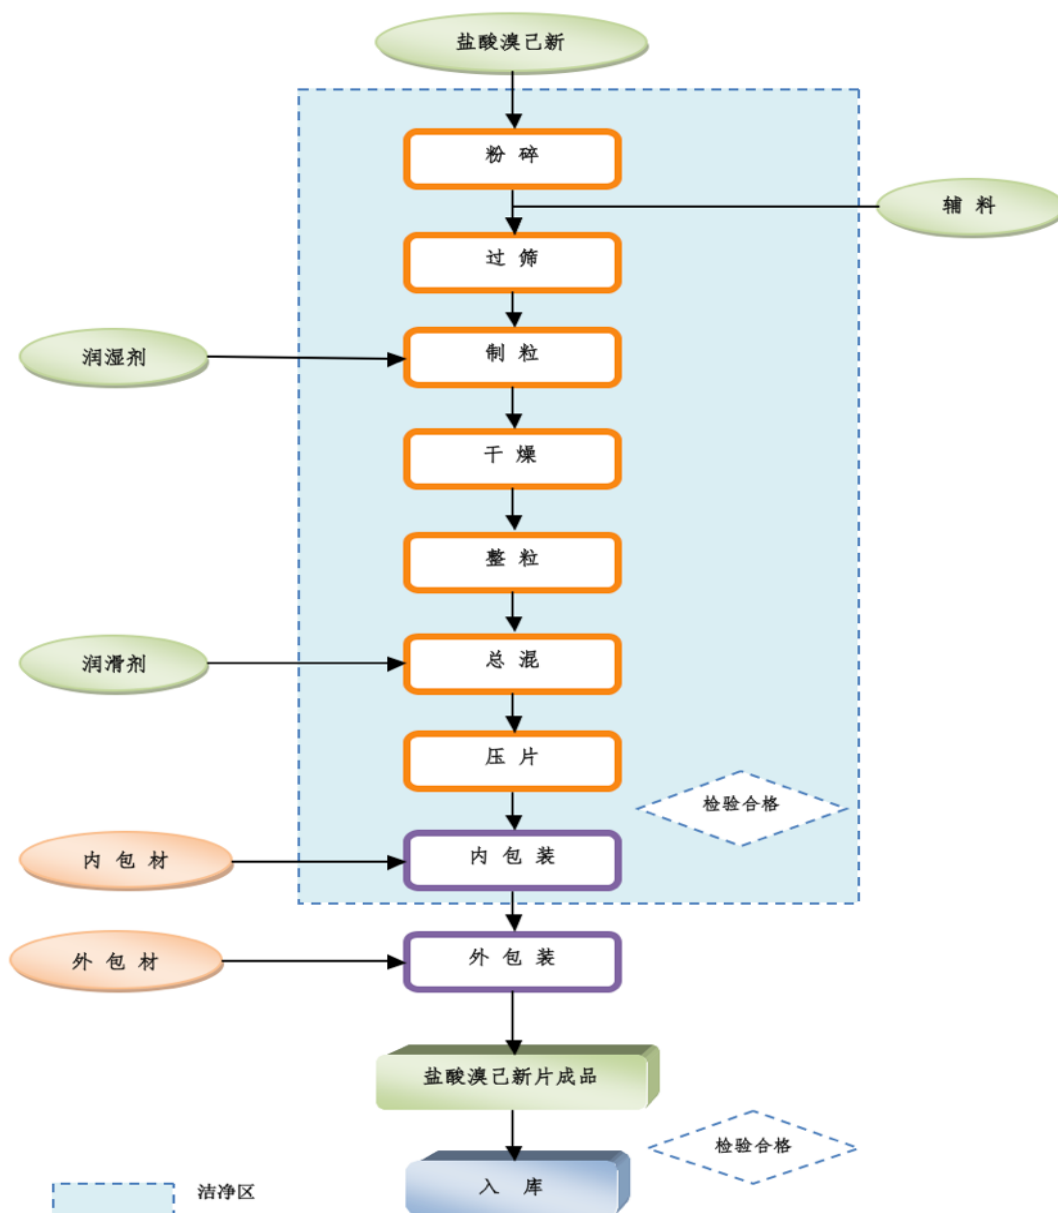 盐酸溴己新
粉 碎
辅 料
过 筛
润湿剂
制 粒
干 燥
整 粒
润滑剂
总 混
压 片
检验合格
内 包 材
内 包 装
外 包 材
外 包 装
盐酸溴己新片成品
检验合格
入 库
洁净区